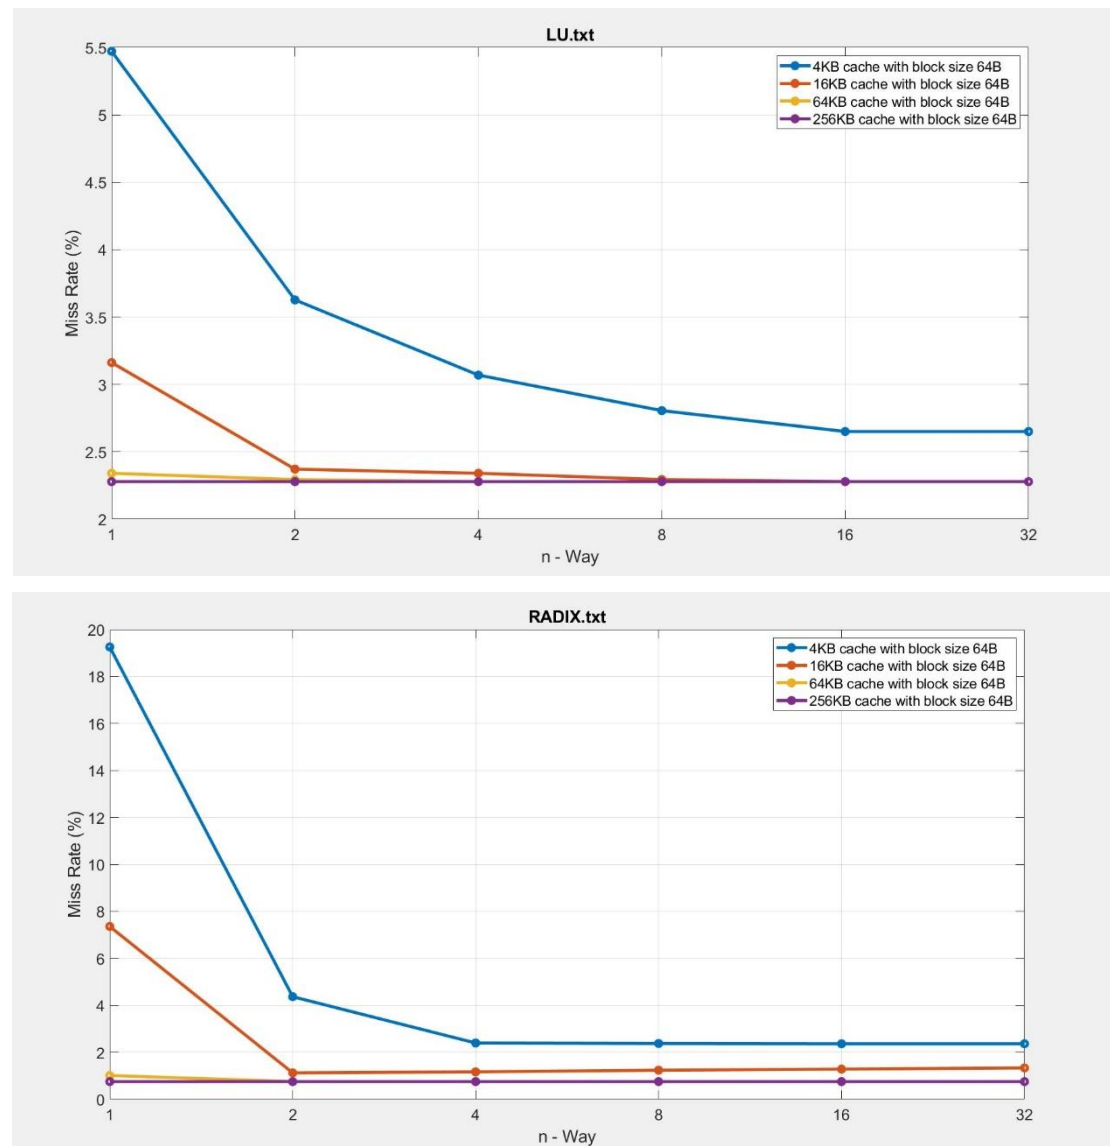 LU.txt
5.5
5
4.5
4
3.5
3
2.5
2
Miss Rate (%)
4KB cache with block size 64B
16KB cache with block size 64B
64KB cache with block size 64B
256KB cache with block size 64B
1 2 4 8 16 32
n - Way
RADIX.txt
20
18
16
14
12
10
8
6
4
2
0
Miss Rate (%)
4KB cache with block size 64B
16KB cache with block size 64B
64KB cache with block size 64B
256KB cache with block size 64B
1 2 4 8 16 32
n - Way